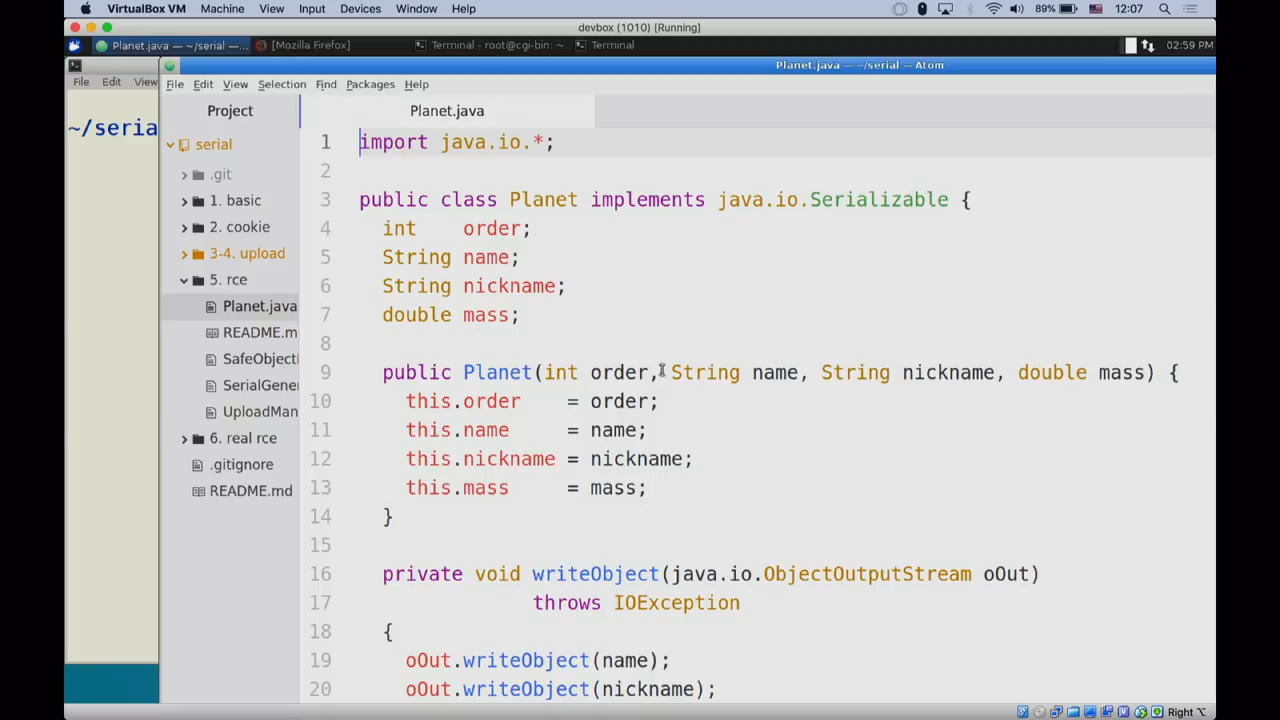 VirtualBox VM Machine View Input Devices Window Help 89% 12:07
devbox (1010) [Running]
Planet.java — ~/serial —... [Mozilla Firefox] Terminal - root@cgi-bin: ~ Terminal 02:59 PM
Planet.java — ~/serial — Atom
File Edit View
File Edit View Selection Find Packages Help
~/seria
Project
serial
.git
1. basic
2. cookie
3-4. upload
5. rce
Planet.java
README.m
SafeObject
SerialGene
UploadMan
6. real rce
.gitignore
README.md
Planet.java
1 import java.io.*;
2
3 public class Planet implements java.io.Serializable {
4 int    order;
5 String name;
6 String nickname;
7 double mass;
8
9 public Planet(int order, String name, String nickname, double mass) {
10 this.order    = order;
11 this.name     = name;
12 this.nickname = nickname;
13 this.mass     = mass;
14 }
15
16 private void writeObject(java.io.ObjectOutputStream oOut)
17 throws IOException
18 {
19 oOut.writeObject(name);
20 oOut.writeObject(nickname);
Right ⌥